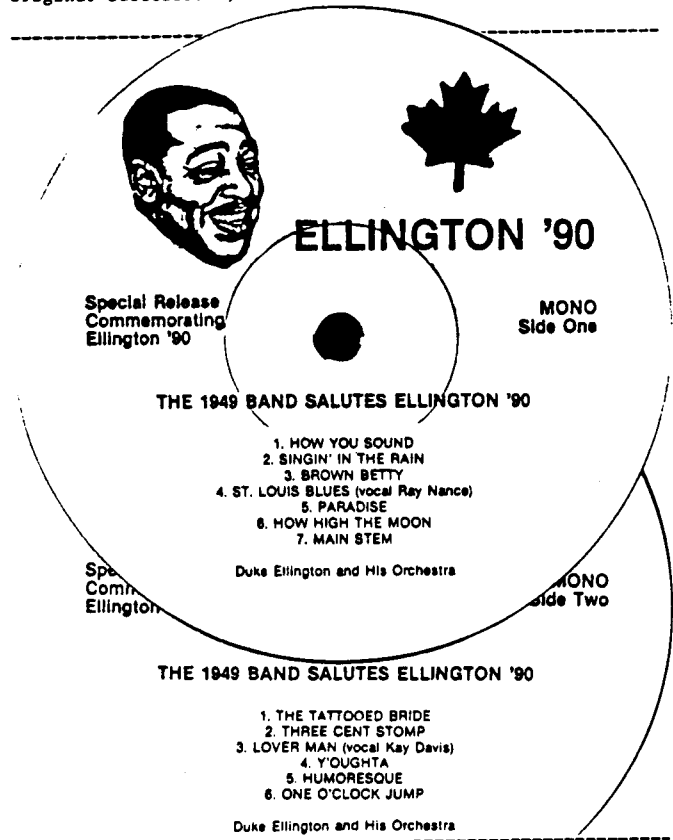 ELLINGTON '90
Special Release
Commemorating
Ellington '90
MONO
Side One
THE 1949 BAND SALUTES ELLINGTON '90
1. HOW YOU SOUND
2. SINGIN' IN THE RAIN
3. BROWN BETTY
4. ST. LOUIS BLUES (vocal Ray Nance)
5. PARADISE
6. HOW HIGH THE MOON
7. MAIN STEM
Duke Ellington and His Orchestra
Spe
Com
Ellington
MONO
Side Two
THE 1949 BAND SALUTES ELLINGTON '90
1. THE TATTOOED BRIDE
2. THREE CENT STOMP
3. LOVER MAN (vocal Kay Davis)
4. Y'OUGHTA
5. HUMORESQUE
6. ONE O'CLOCK JUMP
Duke Ellington and His Orchestra